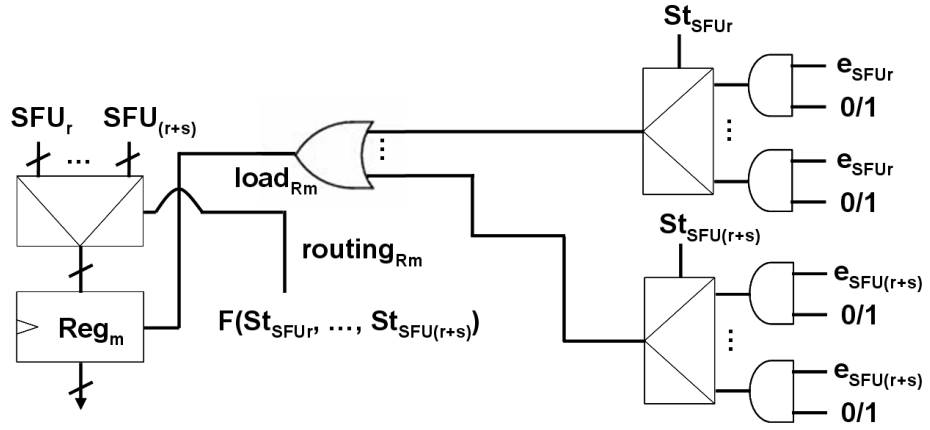 St_SFUr
e_SFUr
0/1
e_SFUr
0/1
SFU_r ... SFU_(r+s)
load_Rm
routing_Rm
Reg_m
F(St_SFUr, ..., St_SFU(r+s))
St_SFU(r+s)
e_SFU(r+s)
0/1
e_SFU(r+s)
0/1